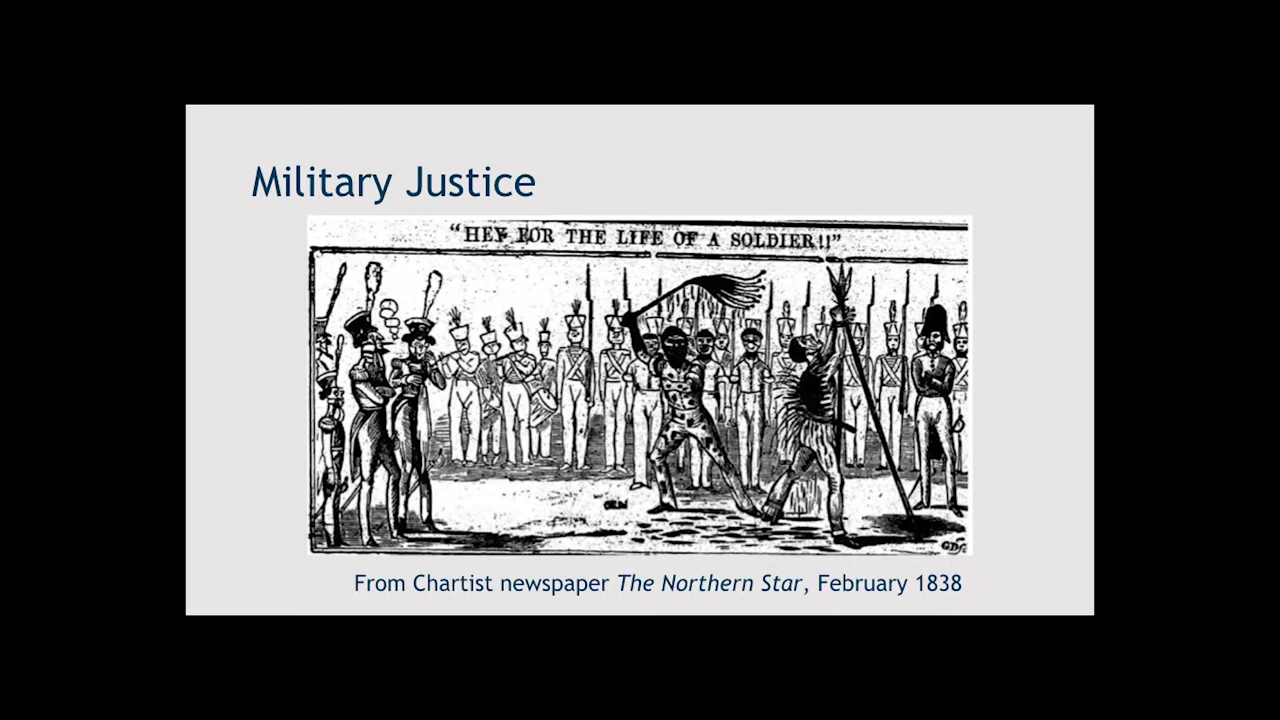 Military Justice
"HEY FOR THE LIFE OF A SOLDIER!!"
From Chartist newspaper The Northern Star, February 1838